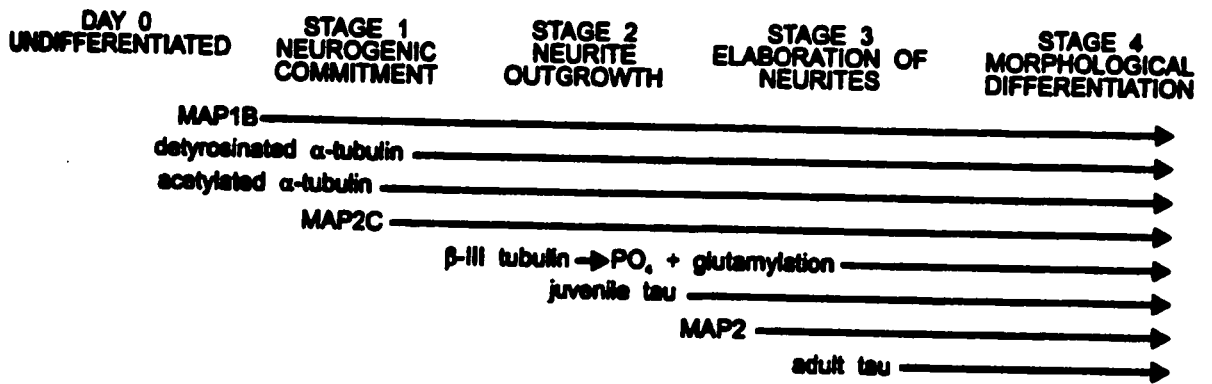 DAY 0
UNDIFFERENTIATED
STAGE 1
NEUROGENIC
COMMITMENT
STAGE 2
NEURITE
OUTGROWTH
STAGE 3
ELABORATION OF
NEURITES
STAGE 4
MORPHOLOGICAL
DIFFERENTIATION
MAP1B
detyrosinated α-tubulin
acetylated α-tubulin
MAP2C
β-III tubulin → PO₄ + glutamylation
juvenile tau
MAP2
adult tau